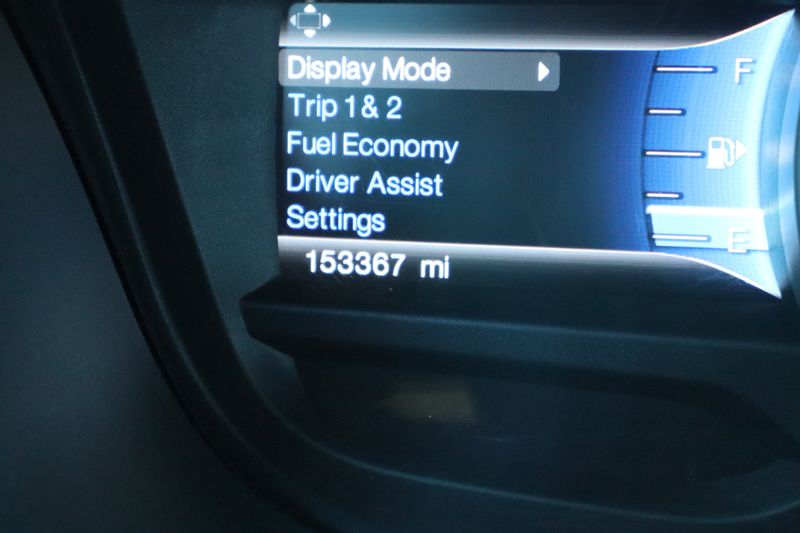 Display Mode
Trip 1 & 2
Fuel Economy
Driver Assist
Settings
153367 mi
F
E